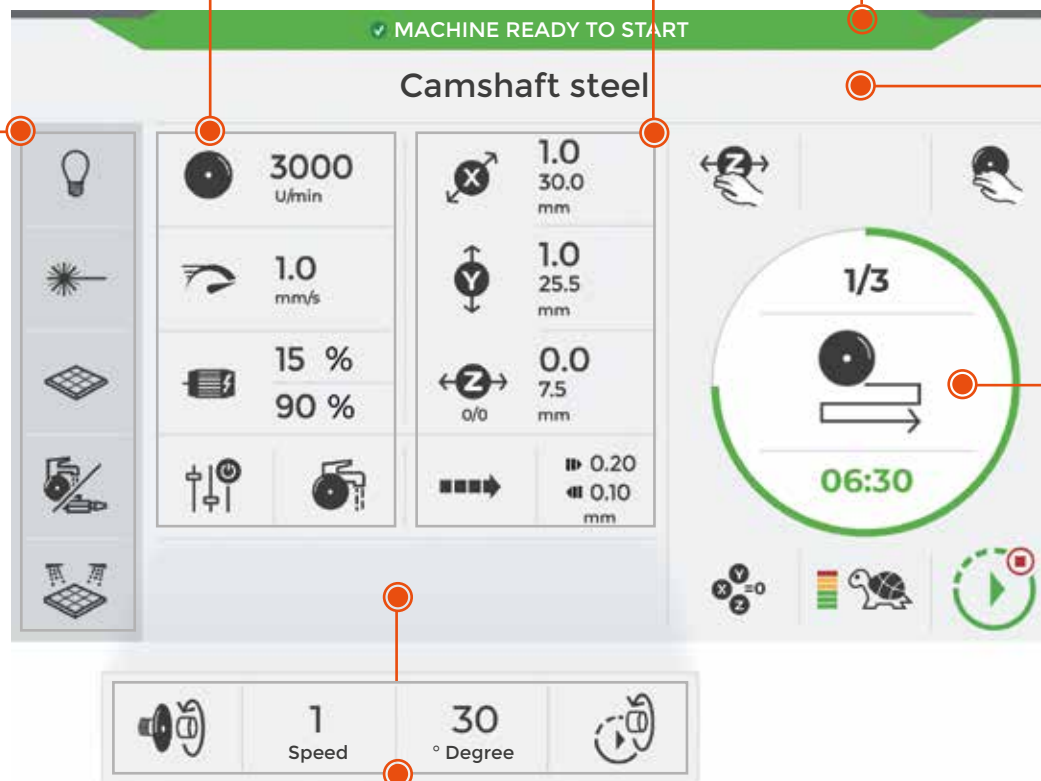 MACHINE READY TO START
Camshaft steel
3000
U/min
1.0
mm/s
15 %
90 %
X
1.0
30.0
mm
Y
1.0
25.5
mm
Z
0/0
0.0
7.5
mm
0.20
0.10
mm
Z
1/3
06:30
X Y Z =0
1
Speed
30
° Degree